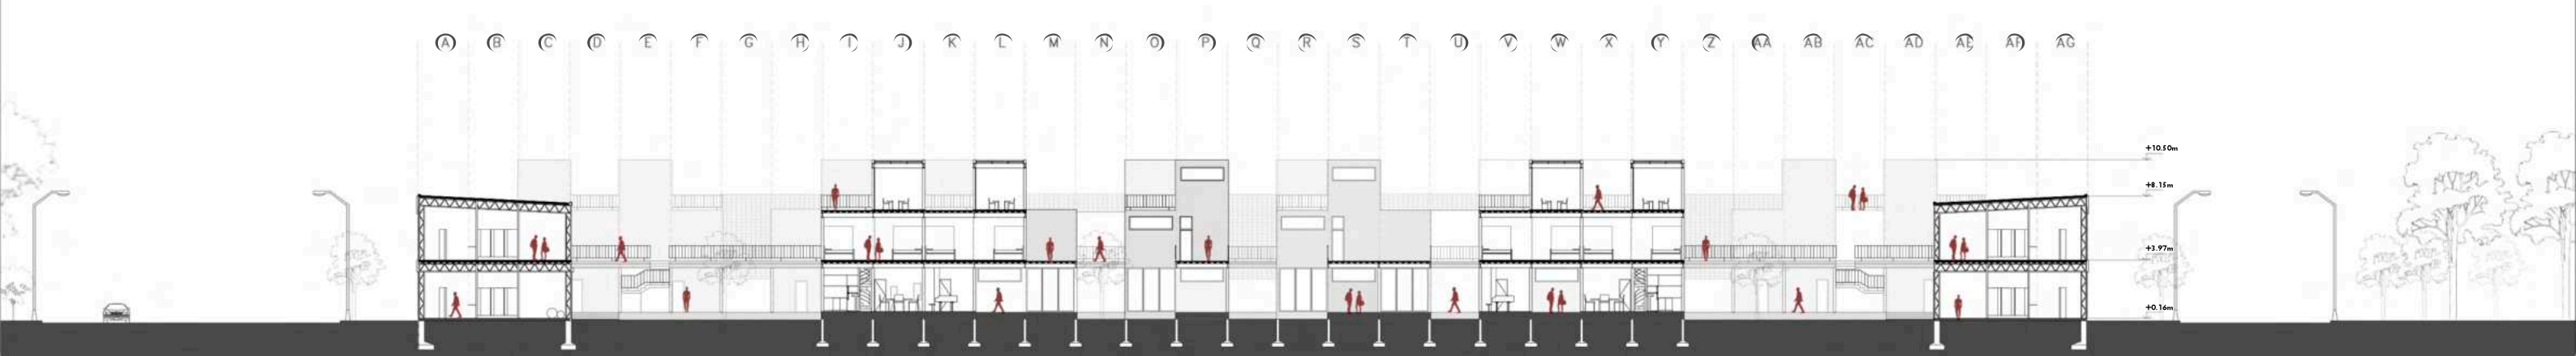 A B C D E F G H I J K L M N O P Q R S T U V W X Y Z AA AB AC AD AE AF AG
+10.50m
+8.15m
+3.97m
+0.16m